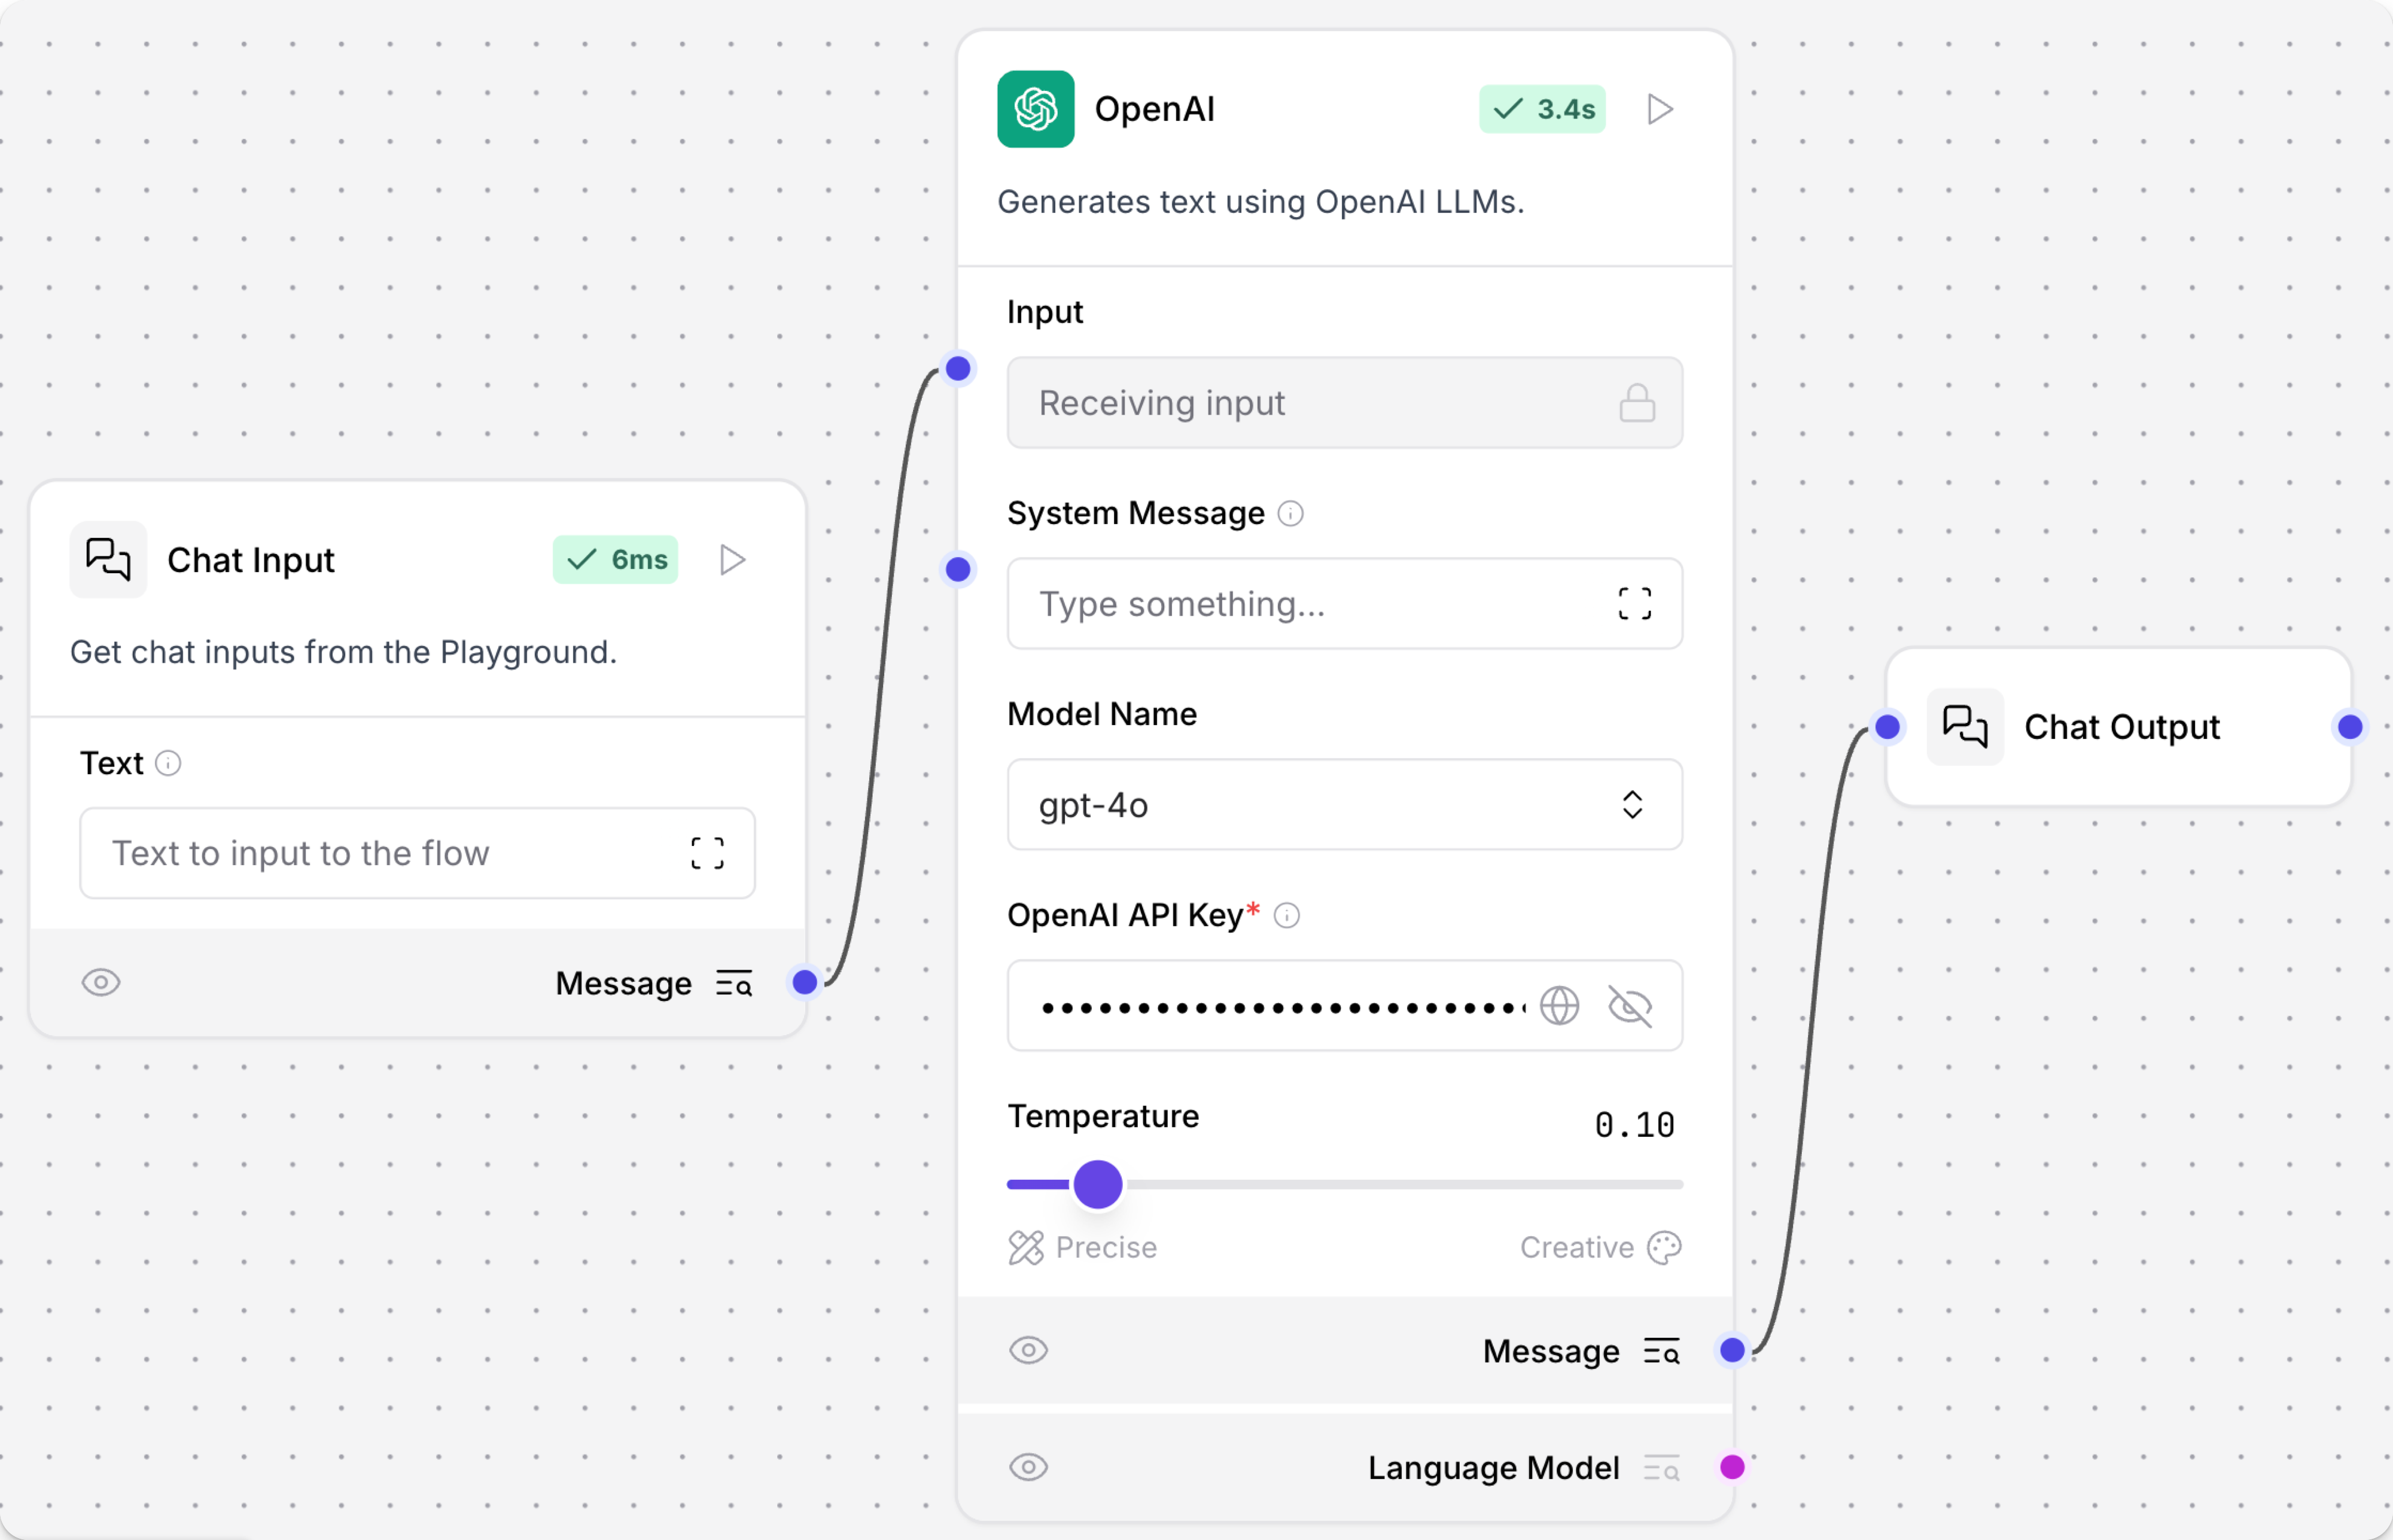 Chat Input
6ms
Get chat inputs from the Playground.
Text
Text to input to the flow
Message
OpenAI
3.4s
Generates text using OpenAI LLMs.
Input
Receiving input
System Message
Type something...
Model Name
gpt-4o
OpenAI API Key*
••••••••••••••••••••••••••
Temperature
0.10
Precise
Creative
Message
Language Model
Chat Output